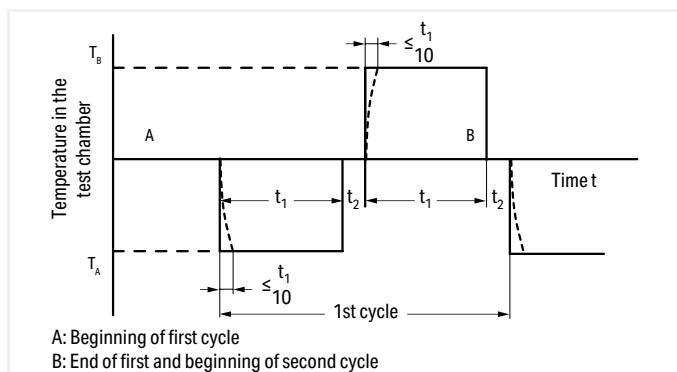 T_B
≤ t_1/10
Temperature in the
test chamber
A
B
Time t
t_1
t_2
t_1
t_2
T_A
≤ t_1/10
1st cycle
A: Beginning of first cycle
B: End of first and beginning of second cycle